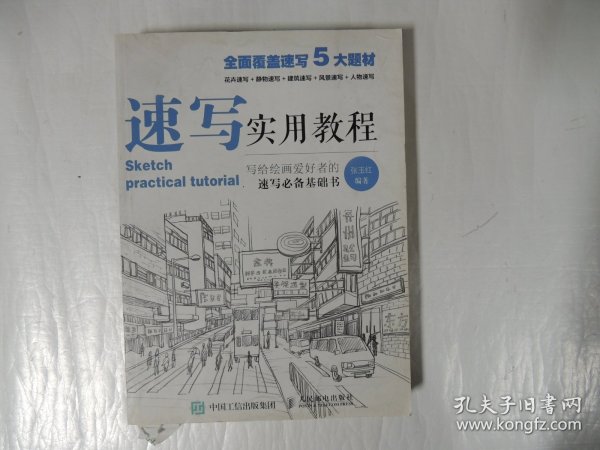 全面覆盖速写5大题材
花卉速写+静物速写+建筑速写+风景速写+人物速写
速写实用教程
Sketch
practical tutorial
写给绘画爱好者的
速写必备基础书
张玉红
编著
中国工信出版集团
人民邮电出版社
POSTS & TELECOM PRESS
孔夫子旧书网
www.kongfz.com